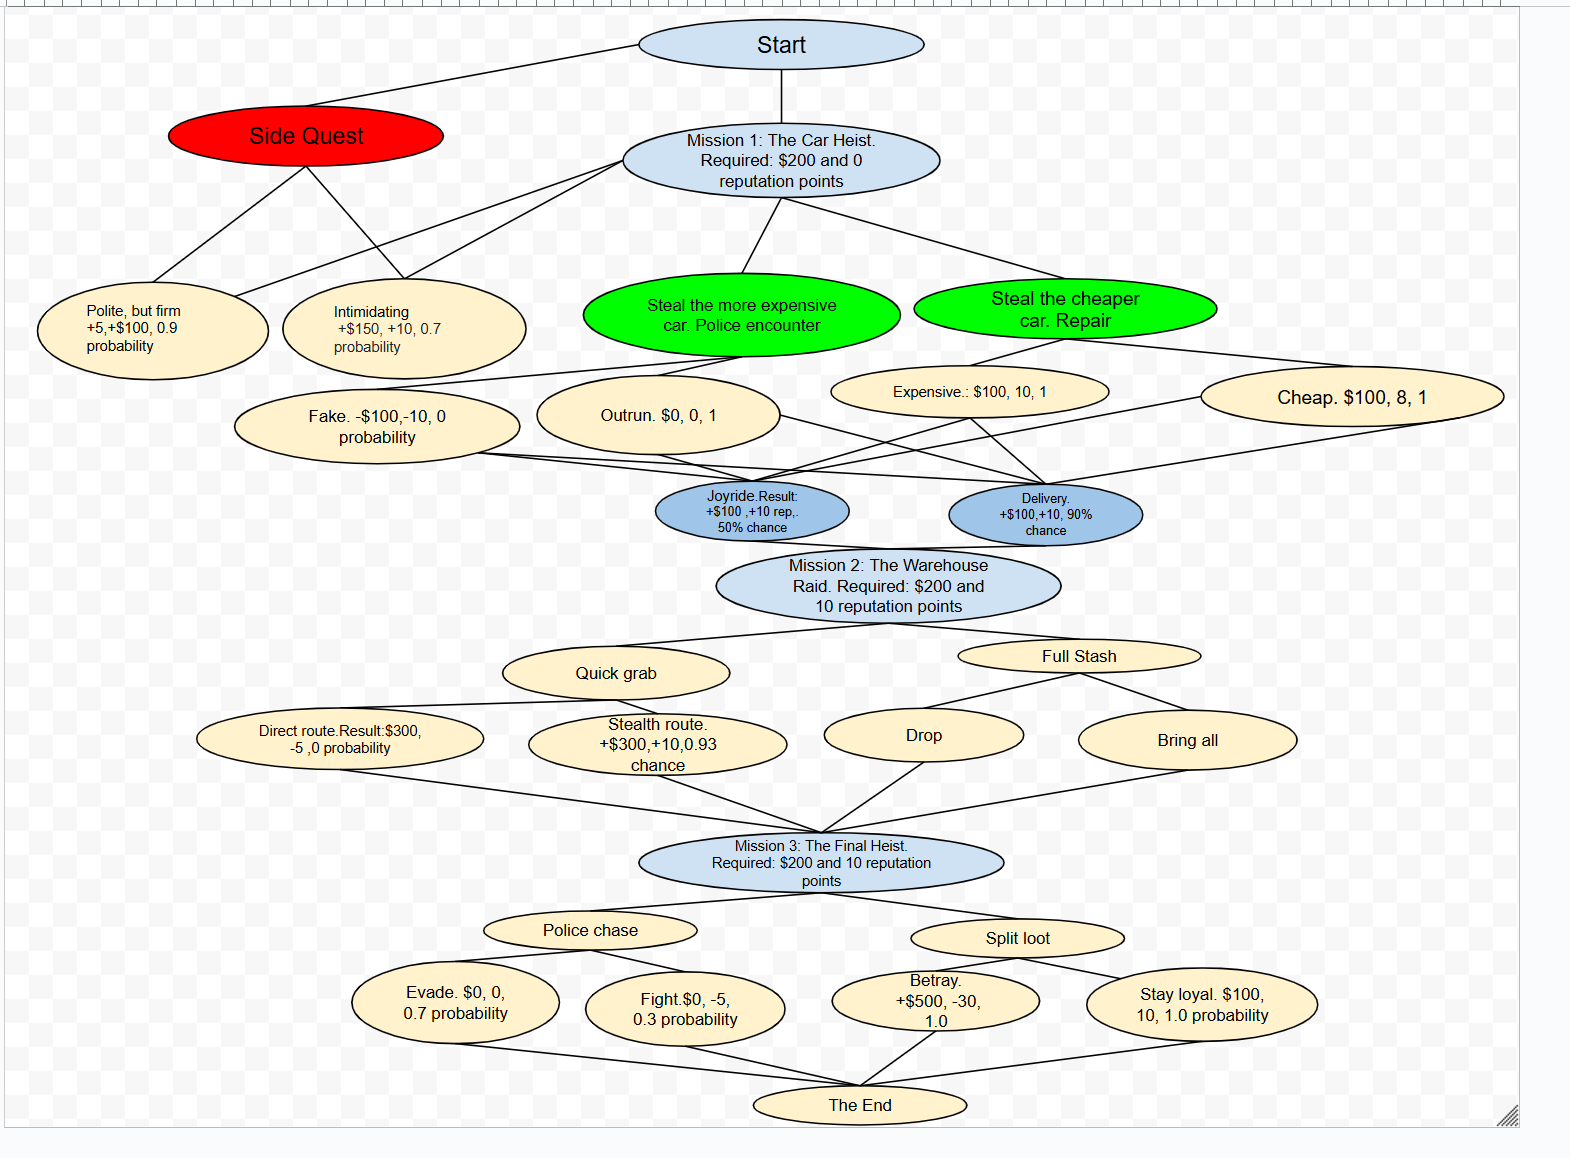 Start
Side Quest
Mission 1: The Car Heist.
Required: $200 and 0
reputation points
Polite, but firm
+5,+$100, 0.9
probability
Intimidating
+$150, +10, 0.7
probability
Steal the more expensive
car. Police encounter
Steal the cheaper
car. Repair
Fake. -$100,-10, 0
probability
Outrun. $0, 0, 1
Expensive.: $100, 10, 1
Cheap. $100, 8, 1
Joyride.Result:
+$100 ,+10 rep,.
50% chance
Delivery.
+$100,+10, 90%
chance
Mission 2: The Warehouse
Raid. Required: $200 and
10 reputation points
Quick grab
Full Stash
Direct route.Result:$300,
-5 ,0 probability
Stealth route.
+$300,+10,0.93
chance
Drop
Bring all
Mission 3: The Final Heist.
Required: $200 and 10 reputation
points
Police chase
Split loot
Evade. $0, 0,
0.7 probability
Fight.$0, -5,
0.3 probability
Betray.
+$500, -30,
1.0
Stay loyal. $100,
10, 1.0 probability
The End